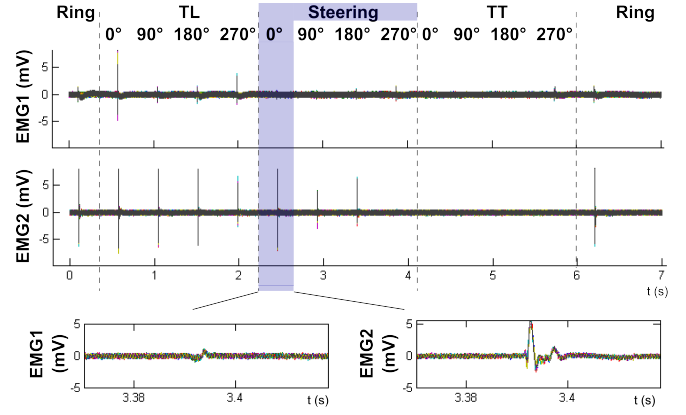 Ring TL Steering TT Ring
0° 90° 180° 270° 0° 90° 180° 270° 0° 90° 180° 270°
EMG1 (mV)
5
0
-5
EMG2 (mV)
5
0
-5
0 1 2 3 4 5 6 7
t (s)
EMG1
(mV)
5
0
-5
3.38 3.4 t (s)
EMG2
(mV)
5
0
-5
3.38 3.4 t (s)